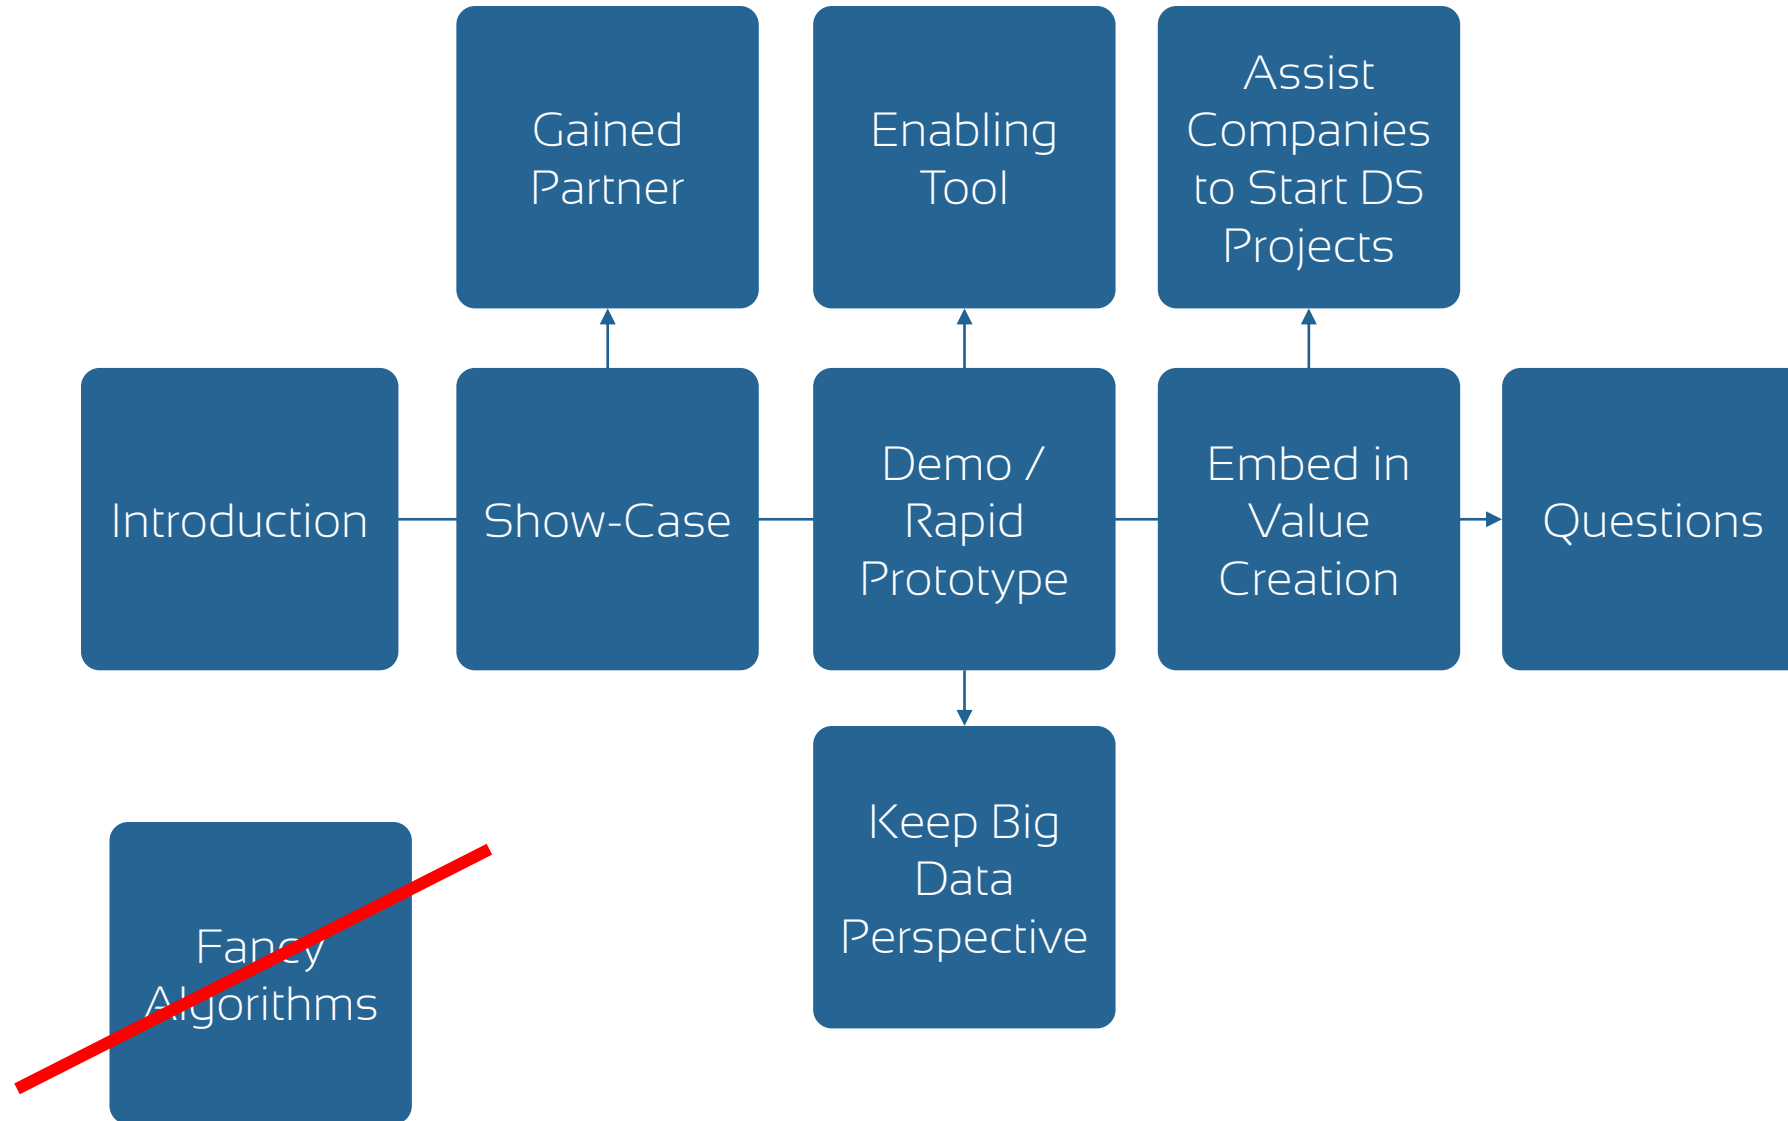 Gained
Partner
Enabling
Tool
Assist
Companies
to Start DS
Projects
Introduction
Show-Case
Demo /
Rapid
Prototype
Embed in
Value
Creation
Questions
Keep Big
Data
Perspective
Fancy
Algorithms